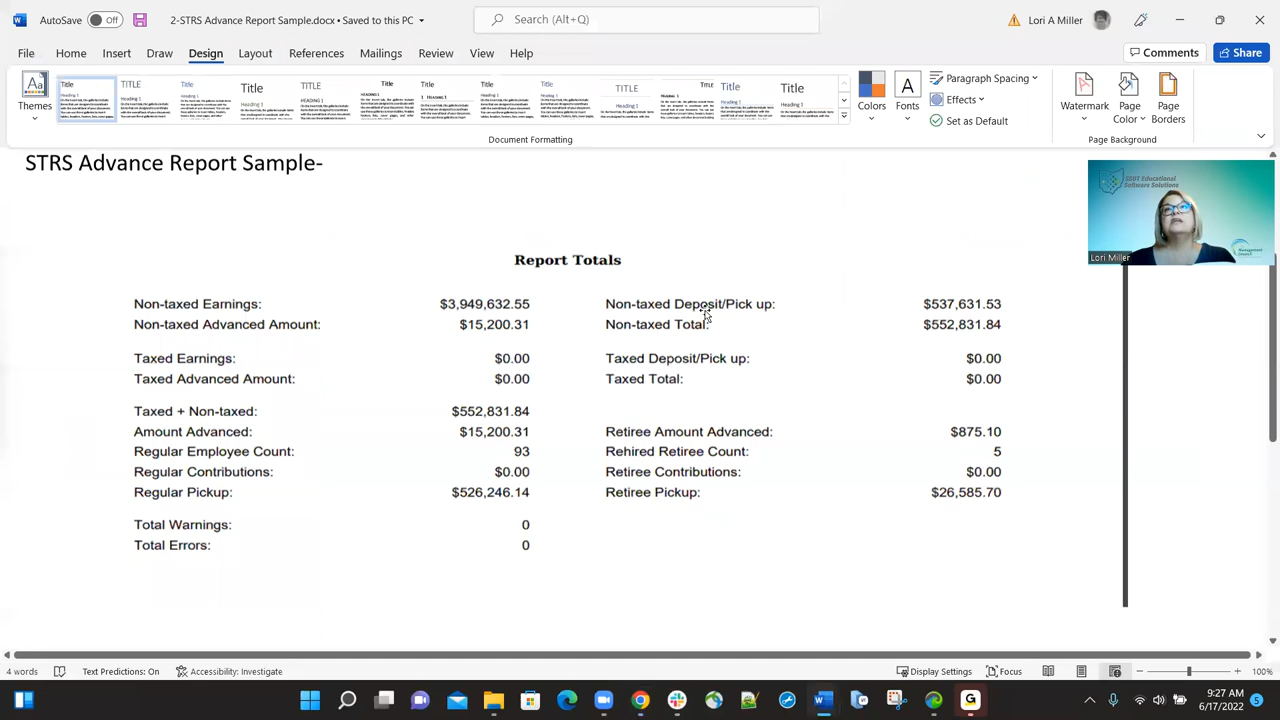 AutoSave Off 2-STRS Advance Report Sample.docx • Saved to this PC Search (Alt+Q) Lori A Miller
File Home Insert Draw Design Layout References Mailings Review View Help Comments Share
Themes Colors Fonts Paragraph Spacing Effects Set as Default Watermark Page Color Page Borders
Document Formatting Page Background
STRS Advance Report Sample-
SSDT Educational
Software Solutions
Management
Lori Miller
Report Totals
Non-taxed Earnings: $3,949,632.55 Non-taxed Deposit/Pick up: $537,631.53
Non-taxed Advanced Amount: $15,200.31 Non-taxed Total: $552,831.84
Taxed Earnings: $0.00 Taxed Deposit/Pick up: $0.00
Taxed Advanced Amount: $0.00 Taxed Total: $0.00
Taxed + Non-taxed: $552,831.84
Amount Advanced: $15,200.31 Retiree Amount Advanced: $875.10
Regular Employee Count: 93 Rehired Retiree Count: 5
Regular Contributions: $0.00 Retiree Contributions: $0.00
Regular Pickup: $526,246.14 Retiree Pickup: $26,585.70
Total Warnings: 0
Total Errors: 0
4 words Text Predictions: On Accessibility: Investigate Display Settings Focus 100%
9:27 AM
6/17/2022